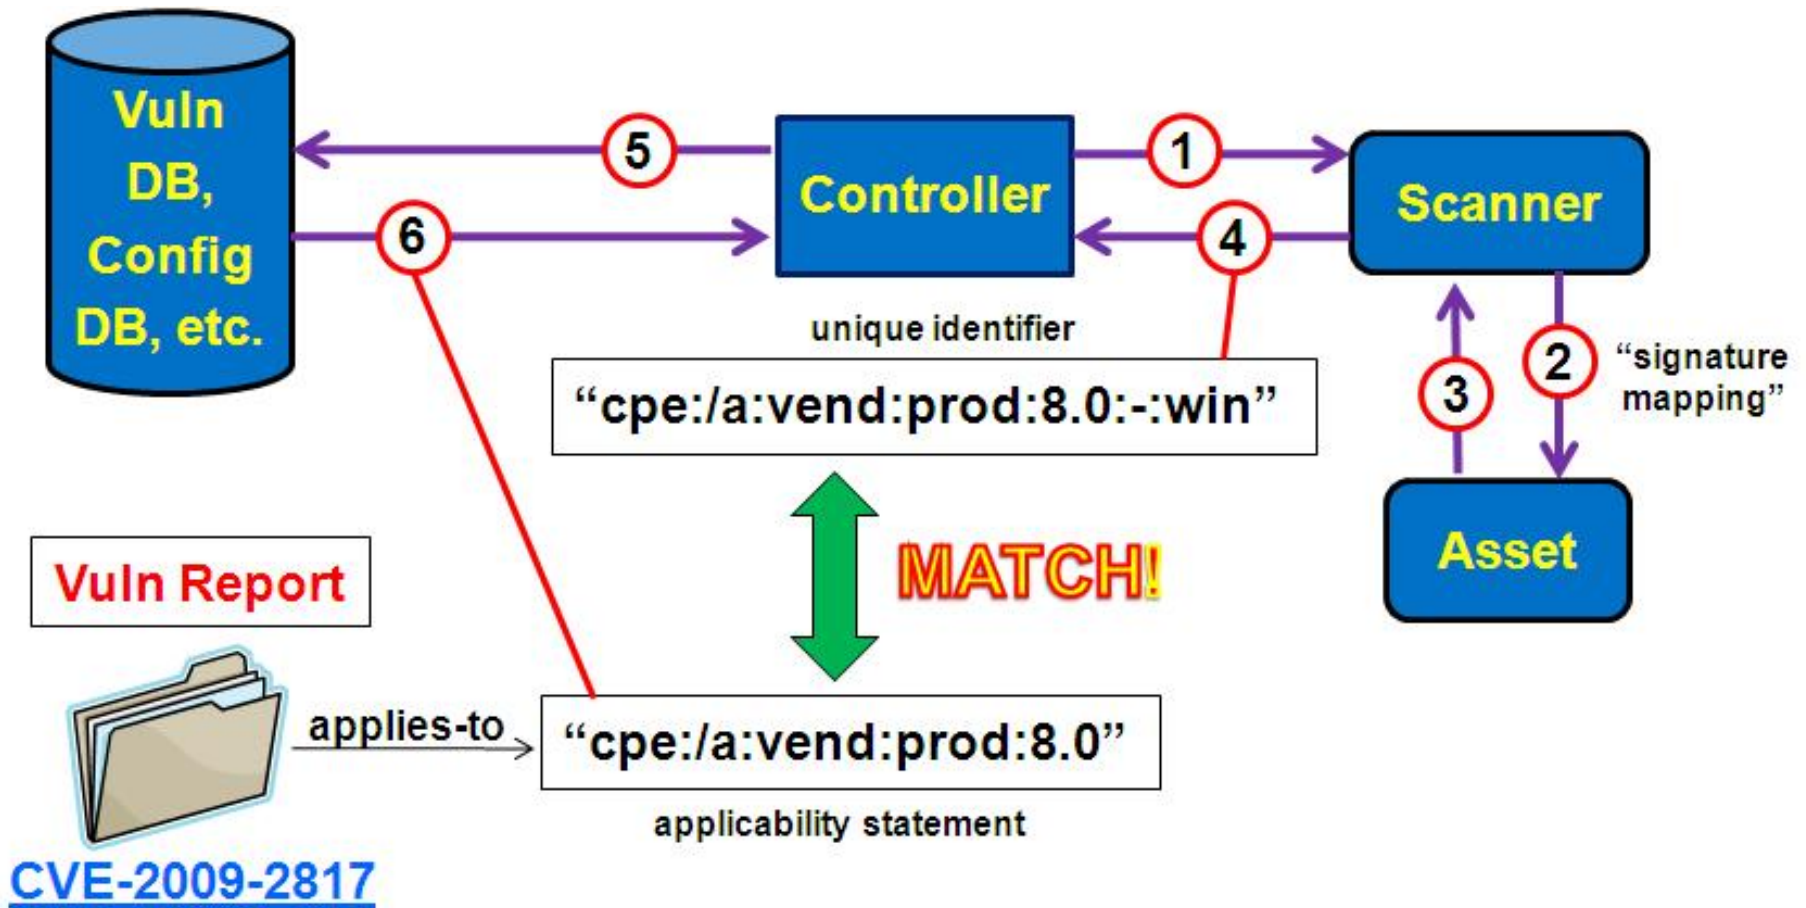 Vuln
DB,
Config
DB, etc.
5
6
Controller
1
4
Scanner
unique identifier
“cpe:/a:vend:prod:8.0:-:win”
3
2
“signature
mapping”
Asset
MATCH!
Vuln Report
applies-to
“cpe:/a:vend:prod:8.0”
applicability statement
CVE-2009-2817